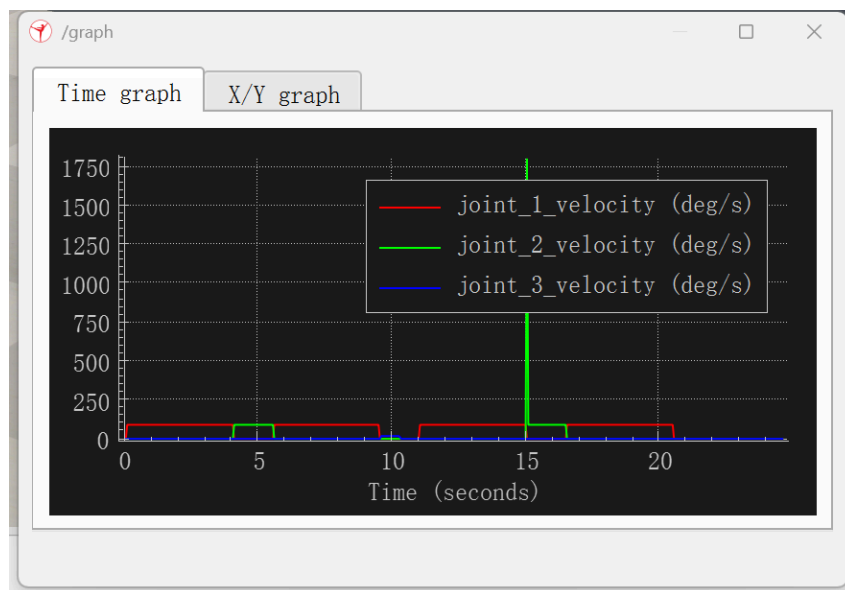 /graph
Time graph
X/Y graph
1750
1500
1250
1000
750
500
250
0
joint_1_velocity (deg/s)
joint_2_velocity (deg/s)
joint_3_velocity (deg/s)
0 5 10 15 20
Time (seconds)